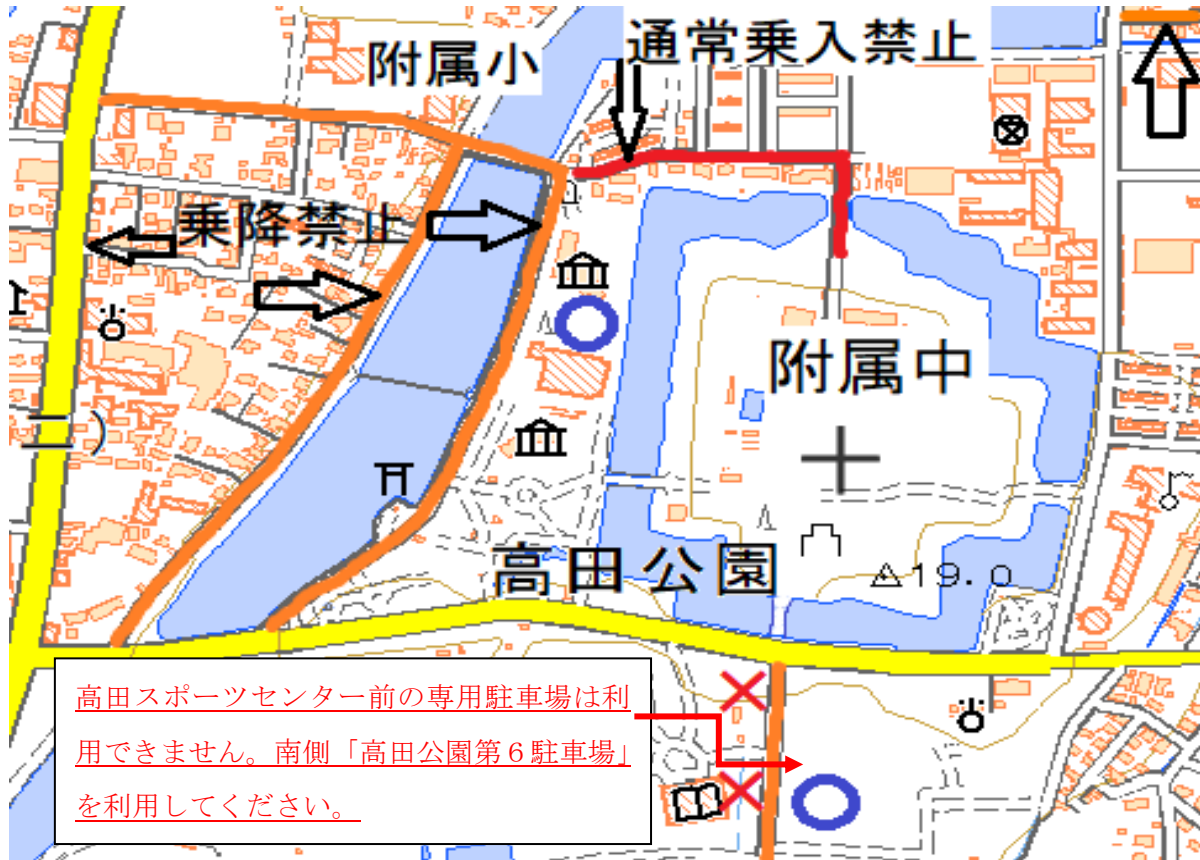 附属小
通常乗入禁止
乗降禁止
附属中
二）
高田公園
19.0
高田スポーツセンター前の専用駐車場は利
用できません。南側「高田公園第６駐車場」
を利用してください。